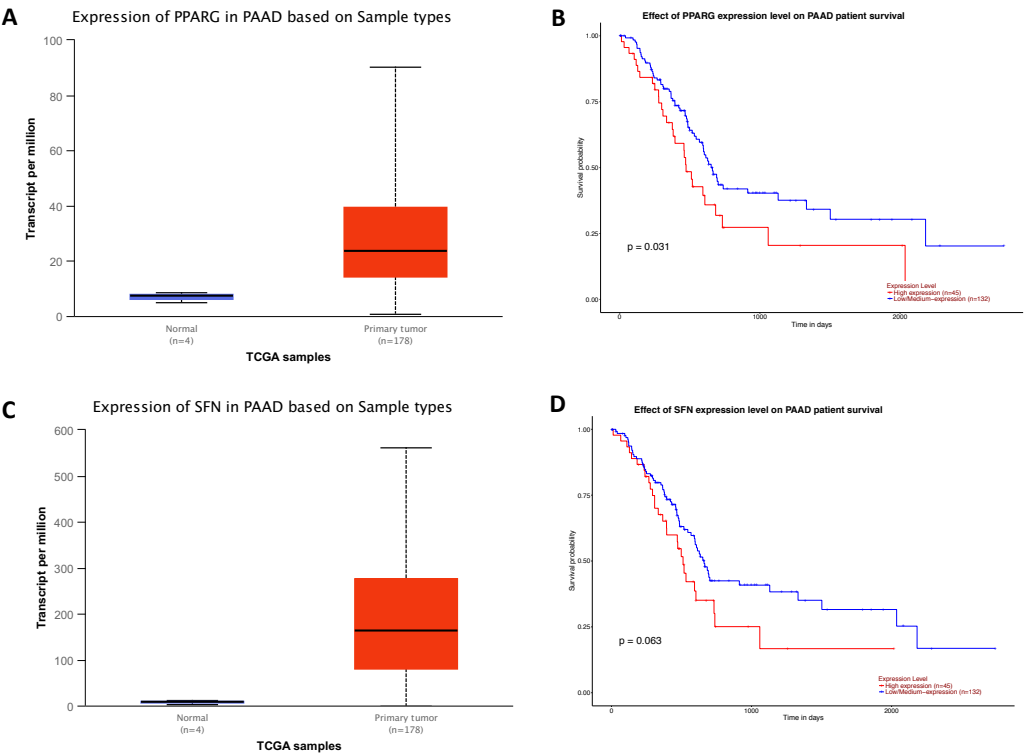 A
Expression of PPARG in PAAD based on Sample types
100
80
60
40
20
0
Transcript per million
Normal
(n=4)
Primary tumor
(n=178)
TCGA samples
B
Effect of PPARG expression level on PAAD patient survival
1.00
0.75
0.50
0.25
0.00
Survival probability
p = 0.031
Expression Level
High expression (n=45)
Low/Medium-expression (n=132)
0
1000
2000
Time in days
C
Expression of SFN in PAAD based on Sample types
600
500
400
300
200
100
0
Transcript per million
Normal
(n=4)
Primary tumor
(n=178)
TCGA samples
D
Effect of SFN expression level on PAAD patient survival
1.00
0.75
0.50
0.25
0.00
Survival probability
p = 0.063
Expression Level
High expression (n=45)
Low/Medium-expression (n=132)
0
1000
2000
Time in days